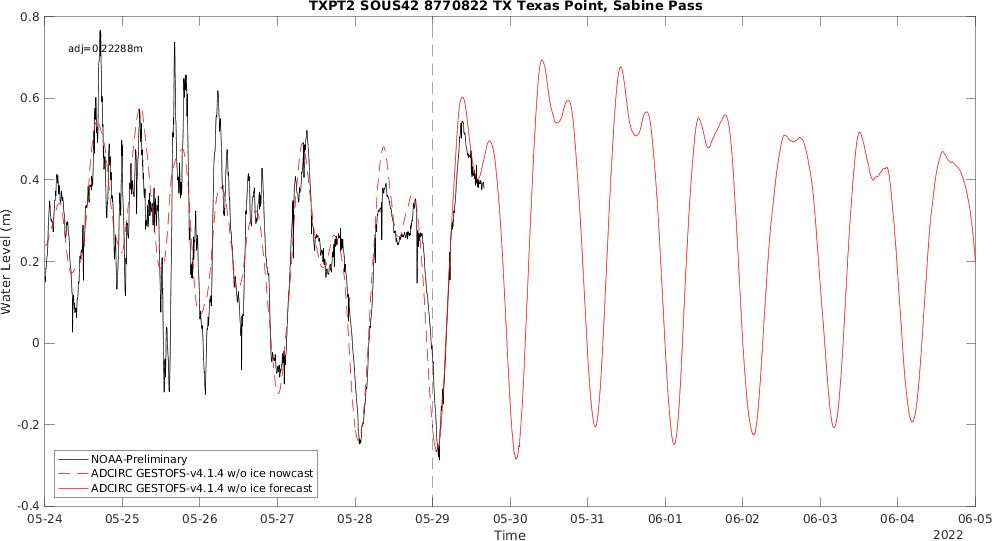 TXPT2 SOUS42 8770822 TX Texas Point, Sabine Pass
0.8
adj=0.22288m
0.6
0.4
0.2
0
-0.2
-0.4
Water Level (m)
NOAA-Preliminary
ADCIRC GESTOFS-v4.1.4 w/o ice nowcast
ADCIRC GESTOFS-v4.1.4 w/o ice forecast
05-24 05-25 05-26 05-27 05-28 05-29 05-30 05-31 06-01 06-02 06-03 06-04 06-05
Time
2022